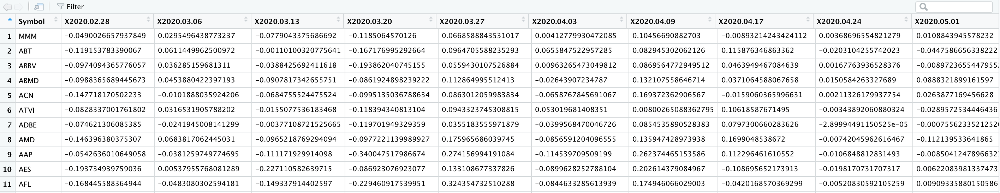 Filter
Symbol X2020.02.28 X2020.03.06 X2020.03.13 X2020.03.20 X2020.03.27 X2020.04.03 X2020.04.09 X2020.04.17 X2020.04.24 X2020.05.01
1 MMM -0.0490026657937849 0.0295496438773237 -0.0779043375686692 -0.1185064570126 0.0668588843531017 0.00412779930472085 0.10456690882703 -0.00893214243424112 0.00368696554821279 0.0108843945578232
2 ABT -0.119153783390067 0.0611449962500972 -0.00110100320775641 -0.167176995292664 0.0964705588235293 0.0655847522957285 0.082945302062126 0.115876346863362 -0.0203104255742023 -0.0447586656338222
3 ABBV -0.0974094365776057 0.036285159681311 -0.0388425692411618 -0.193862040745155 0.0559430107526884 0.00963265473049812 0.0869564772949512 0.0463949467084639 0.00167763936528376 -0.0089723655447955
4 ABMD -0.0988365689445673 0.0453880422397193 -0.0907817342655751 -0.0861924898239222 0.112864995512413 -0.02643907234787 0.132107558646714 0.0371064588067658 0.0150584263327689 0.0888321899161597
5 ACN -0.147718170502233 -0.0101888035924206 -0.0684755524475524 -0.0995135036788634 0.0863012059983834 -0.0658767845691067 0.169372362906567 -0.0159060365996631 0.00211326179937754 0.0263877169456628
6 ATVI -0.0828337001761802 0.0316531905788202 -0.0155077536183468 -0.118394340813104 0.0943323745308815 0.053019681408351 0.00800265088362795 0.10618587671495 -0.00343892060880324 -0.0289572534446436
7 ADBE -0.074621306085385 -0.0241945008141299 -0.00377108721525665 -0.119701949329359 0.0355183555971879 -0.0399568470046726 0.0854535890528383 0.0797300660283626 -2.89994491150525e-05 -0.0007556233521252
8 AMD -0.146396380375307 0.0683817062445031 -0.0965218769294094 -0.0977221139989927 0.175965686039745 -0.0856591204096555 0.135947428973938 0.1699048538672 -0.00742045962616467 -0.112139533641865
9 AAP -0.0542636010649058 -0.0381259749774695 -0.111171929914098 -0.340047517986674 0.274156994191084 -0.114539709509199 0.262374465153586 0.112296461610552 -0.0106848812831493 -0.0085041247896632
10 AES -0.193734939759036 0.00537955768081289 -0.227110582639715 -0.086923076923077 0.133108677337826 -0.0899628252788104 0.202614379084967 -0.108695652173913 -0.0198170731707317 0.00622083981337473
11 AFL -0.168445588364944 -0.0483080302594181 -0.149337914402597 -0.229460917539951 0.324354732510288 -0.0844633285613939 0.174946066029003 -0.0420168570369299 -0.00520830592105259 0.00909335880150586